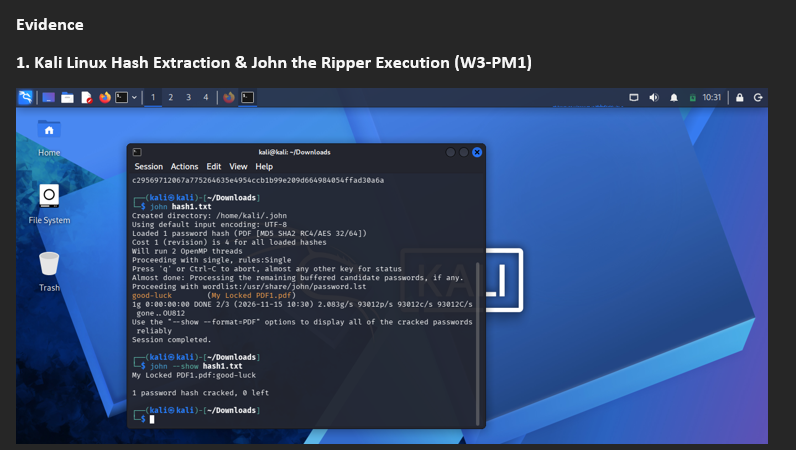 Evidence
1. Kali Linux Hash Extraction & John the Ripper Execution (W3-PM1)
1 2 3 4
10:31
Home
File System
Trash
kali@kali: ~/Downloads
Session Actions Edit View Help
c29569712067a775264635e4954ccb1b99e209d664984054ffad30a6a
(kali㉿kali)-[~/Downloads]
$ john hash1.txt
Created directory: /home/kali/.john
Using default input encoding: UTF-8
Loaded 1 password hash (PDF [MD5 SHA2 RC4/AES 32/64])
Cost 1 (revision) is 4 for all loaded hashes
Will run 2 OpenMP threads
Proceeding with single, rules:Single
Press 'q' or Ctrl-C to abort, almost any other key for status
Almost done: Processing the remaining buffered candidate passwords, if any.
Proceeding with wordlist:/usr/share/john/password.lst
good-luck (My Locked PDF1.pdf)
1g 0:00:00:00 DONE 2/3 (2026-11-15 10:30) 2.083g/s 93012p/s 93012c/s 93012C/s
gone..OU812
Use the "--show --format=PDF" options to display all of the cracked passwords
reliably
Session completed.
(kali㉿kali)-[~/Downloads]
$ john --show hash1.txt
My Locked PDF1.pdf:good-luck
1 password hash cracked, 0 left
(kali㉿kali)-[~/Downloads]
$
KALI